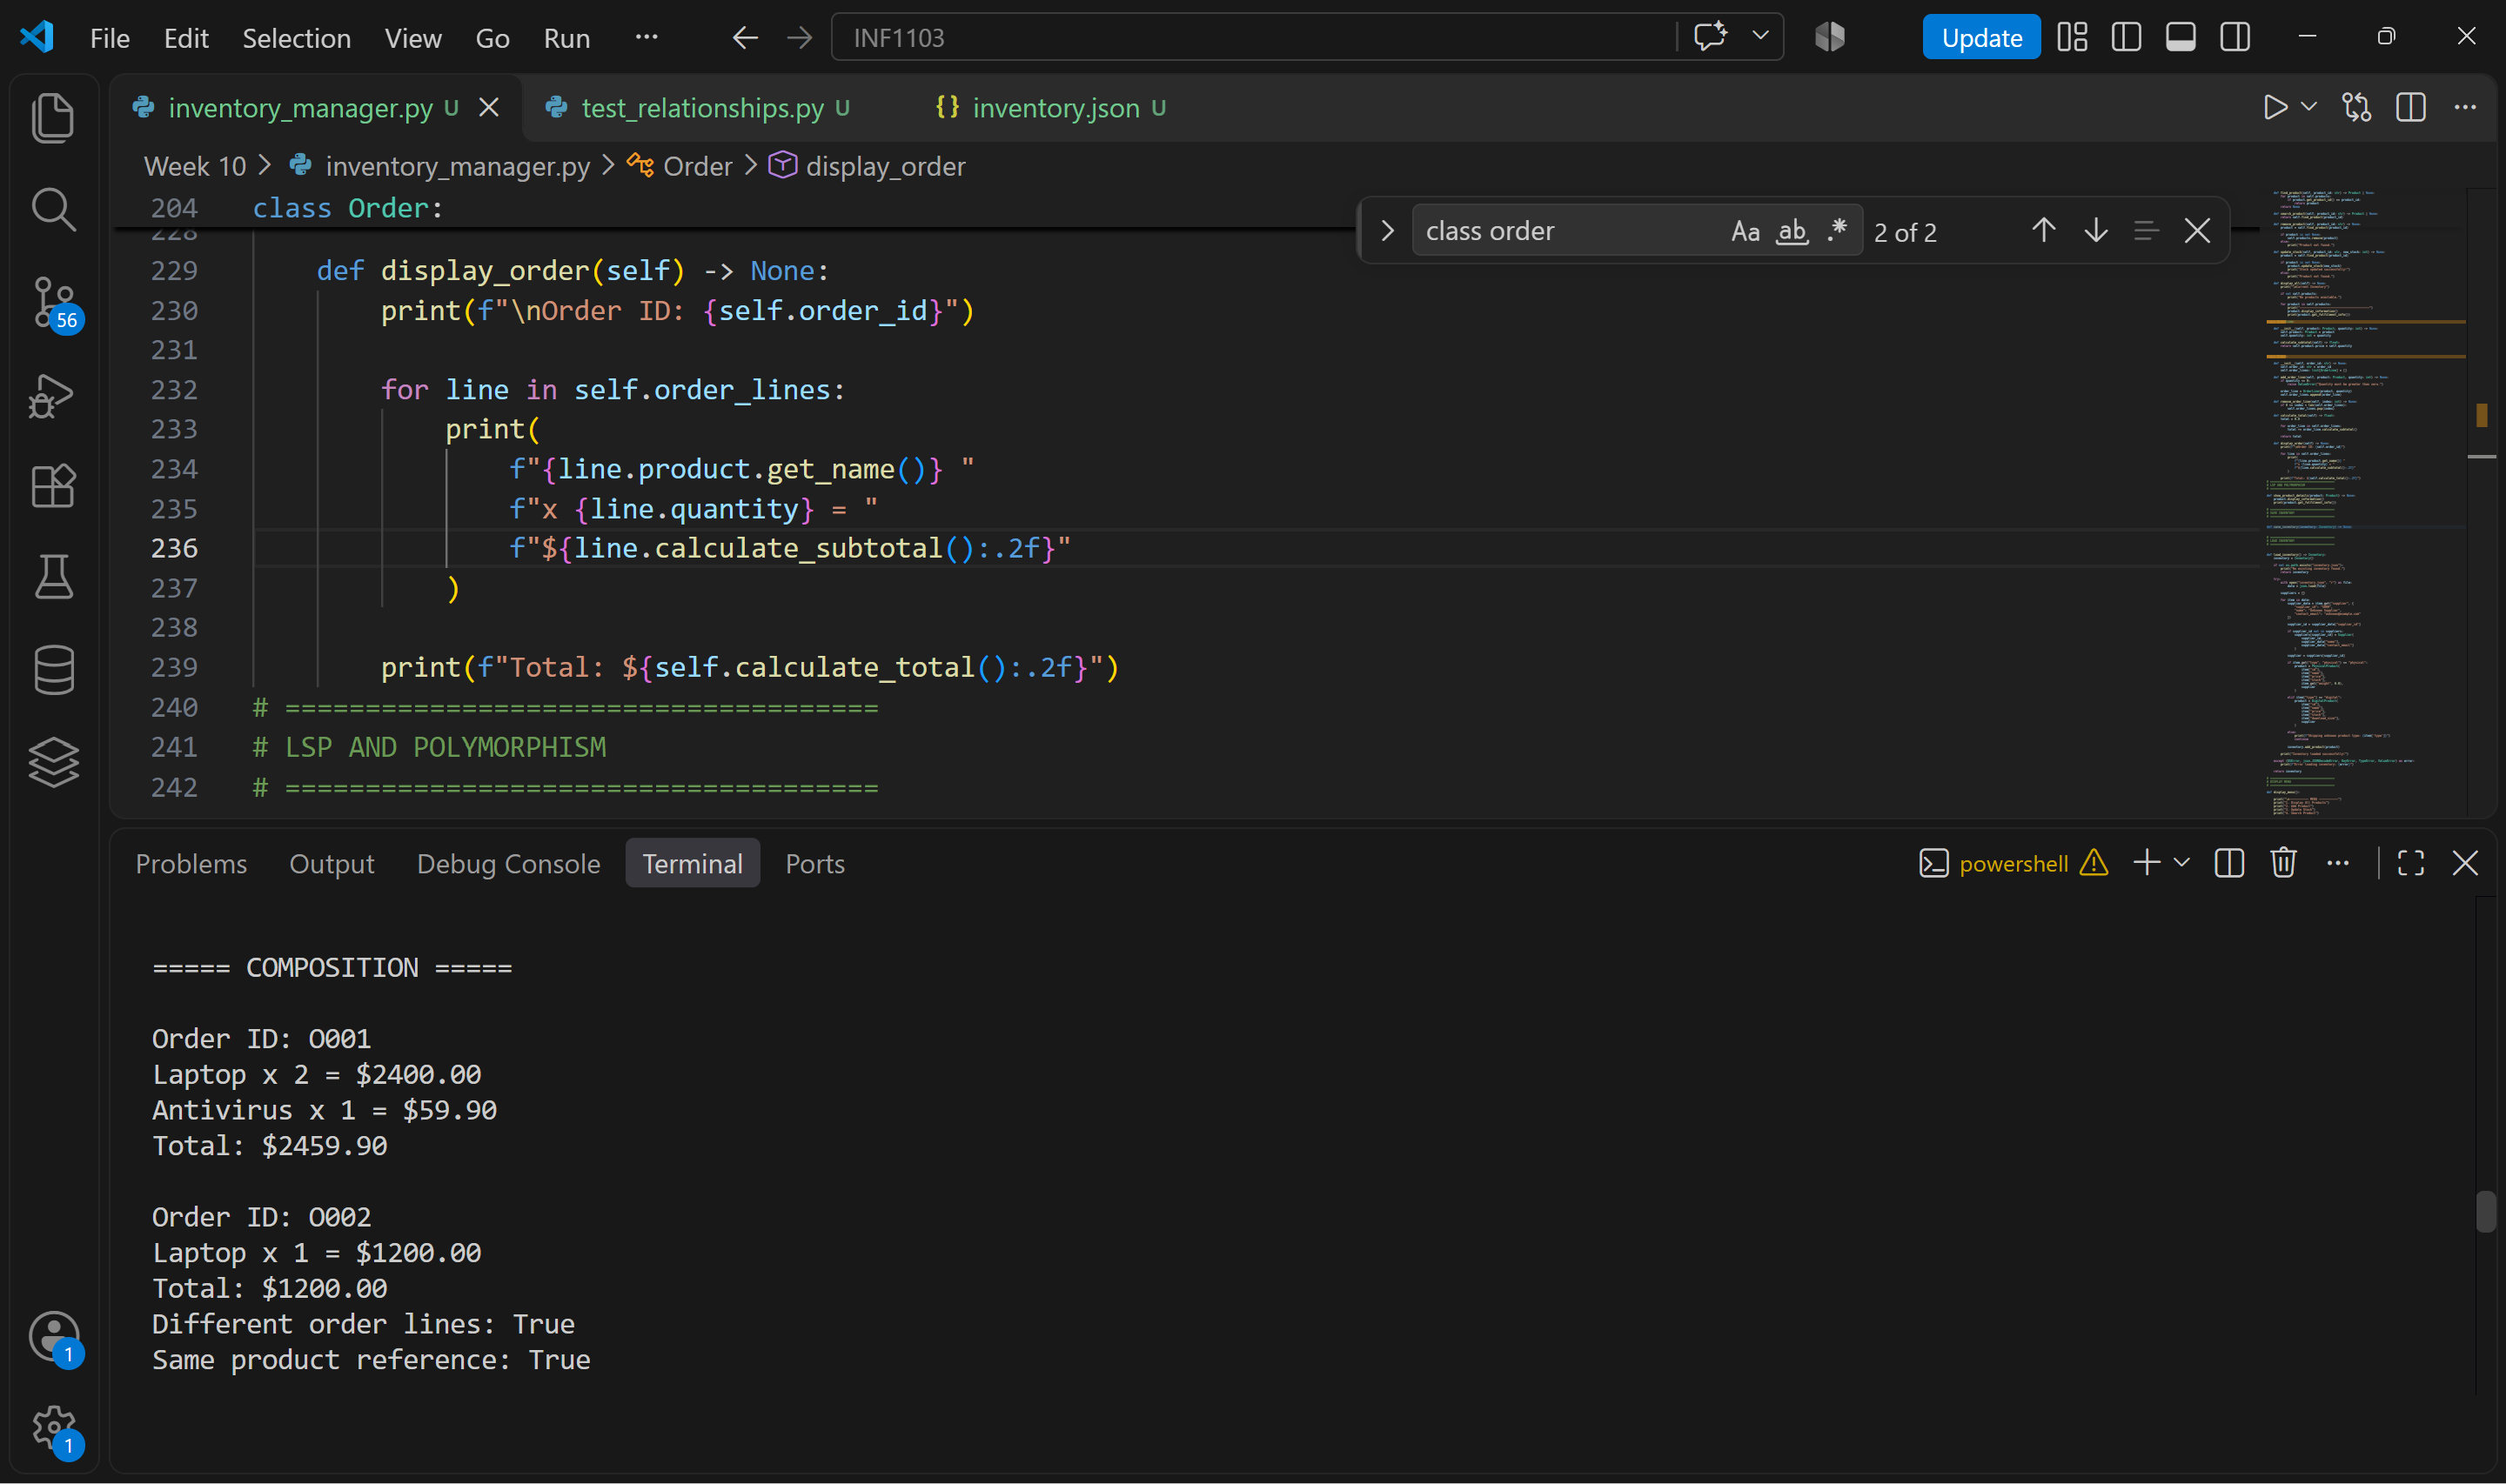 File Edit Selection View Go Run ··· INF1103 Update
inventory_manager.py U test_relationships.py U {} inventory.json U
Week 10 > inventory_manager.py > Order > display_order
204 class Order:
class order Aa ab .* 2 of 2
228
229 def display_order(self) -> None:
230 print(f"\nOrder ID: {self.order_id}")
231
232 for line in self.order_lines:
233 print(
234 f"{line.product.get_name()} "
235 f"x {line.quantity} = "
236 f"${line.calculate_subtotal():.2f}"
237 )
238
239 print(f"Total: ${self.calculate_total():.2f}")
240 # =====================================
241 # LSP AND POLYMORPHISM
242 # =====================================
56
Problems Output Debug Console Terminal Ports powershell
===== COMPOSITION =====
Order ID: O001
Laptop x 2 = $2400.00
Antivirus x 1 = $59.90
Total: $2459.90
Order ID: O002
Laptop x 1 = $1200.00
Total: $1200.00
Different order lines: True
Same product reference: True
1
1